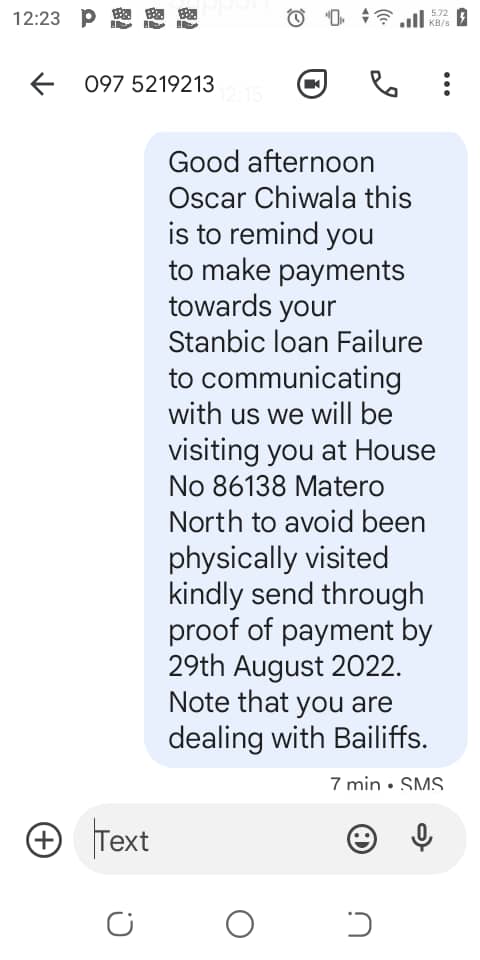 12:23 P 5.72 KB/s
097 5219213
12:15
Good afternoon
Oscar Chiwala this
is to remind you
to make payments
towards your
Stanbic loan Failure
to communicating
with us we will be
visiting you at House
No 86138 Matero
North to avoid been
physically visited
kindly send through
proof of payment by
29th August 2022.
Note that you are
dealing with Bailiffs.
7 min • SMS
Text